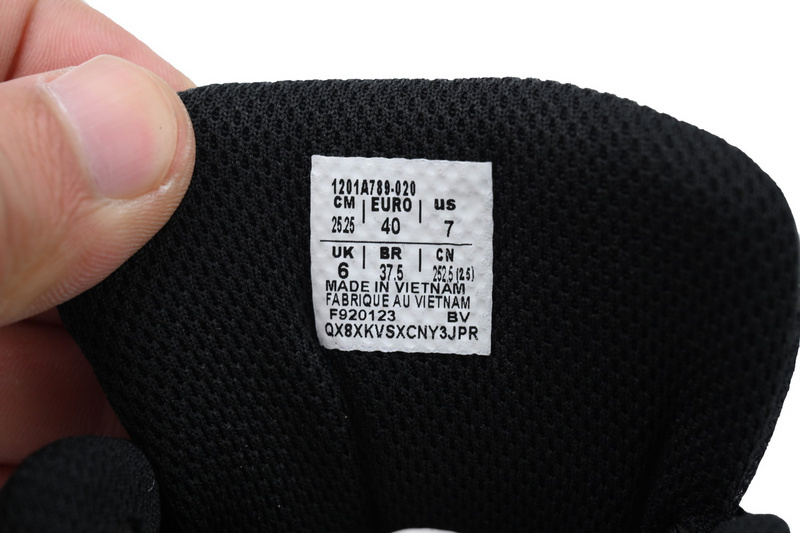 1201A789-020
CM | EURO | us
25.25 40 7
UK | BR | CN
6 37.5 252.5 (2.5)
MADE IN VIETNAM
FABRIQUE AU VIETNAM
F920123 BV
QX8XKVSXCNY3JPR